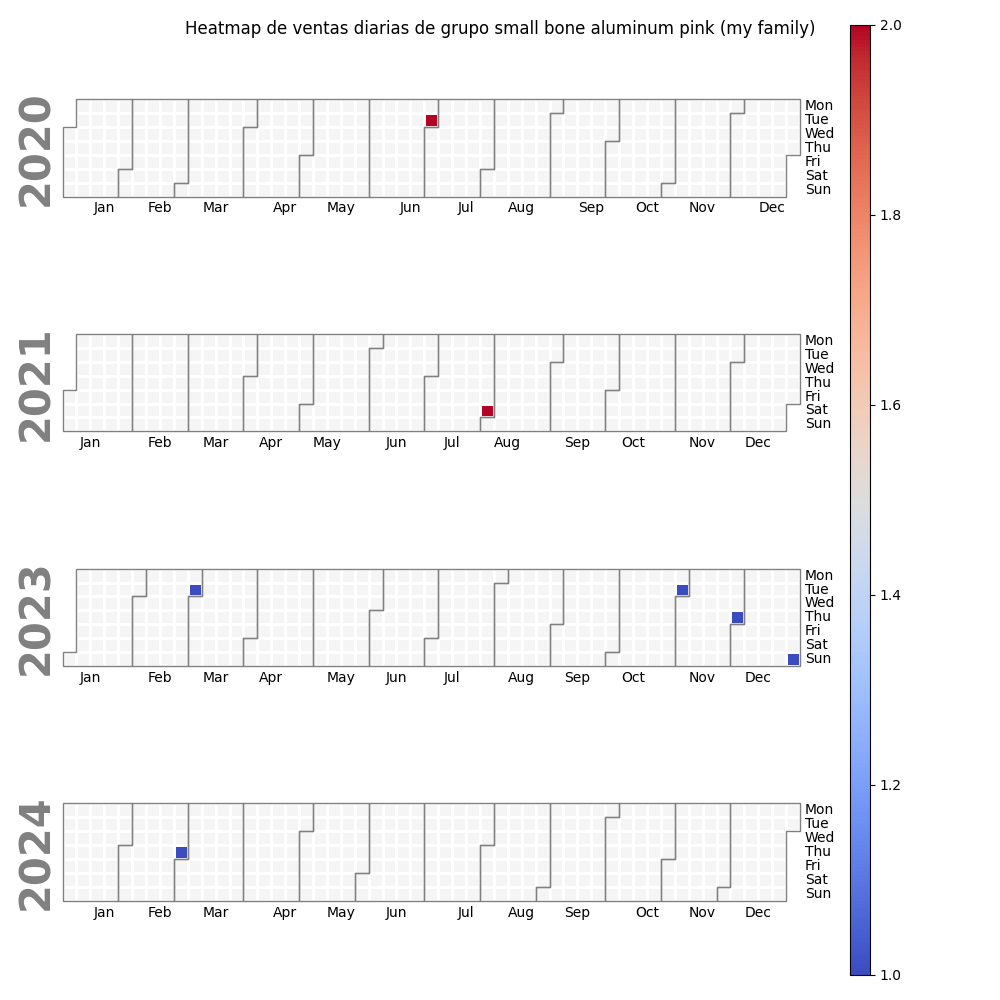 Heatmap de ventas diarias de grupo small bone aluminum pink (my family)
2020
Mon
Tue
Wed
Thu
Fri
Sat
Sun
Jan Feb Mar Apr May Jun Jul Aug Sep Oct Nov Dec
2021
Mon
Tue
Wed
Thu
Fri
Sat
Sun
Jan Feb Mar Apr May Jun Jul Aug Sep Oct Nov Dec
2023
Mon
Tue
Wed
Thu
Fri
Sat
Sun
Jan Feb Mar Apr May Jun Jul Aug Sep Oct Nov Dec
2024
Mon
Tue
Wed
Thu
Fri
Sat
Sun
Jan Feb Mar Apr May Jun Jul Aug Sep Oct Nov Dec
2.0
1.8
1.6
1.4
1.2
1.0